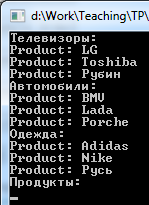 d:\Work\Teaching\TP\
Телевизоры:
Product: LG
Product: Toshiba
Product: Рубин
Автомобили:
Product: BMV
Product: Lada
Product: Porche
Одежда:
Product: Adidas
Product: Nike
Product: Русь
Продукты: